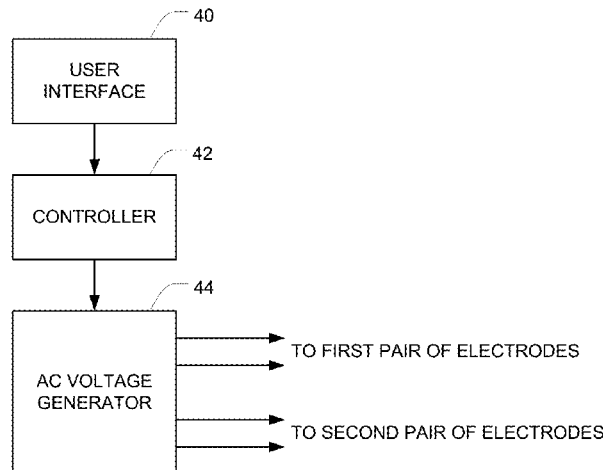 40
USER
INTERFACE
42
CONTROLLER
44
AC VOLTAGE
GENERATOR
TO FIRST PAIR OF ELECTRODES
TO SECOND PAIR OF ELECTRODES